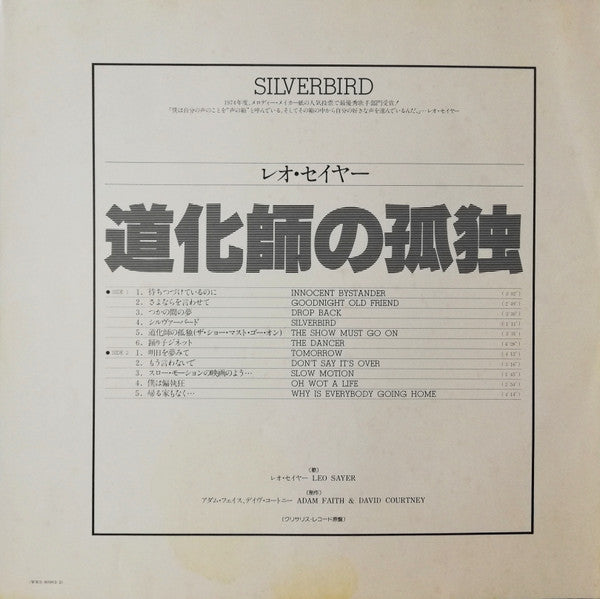 SILVERBIRD
1974年度、メロディー・メイカー紙の人気投票で最優秀歌手部門受賞!
「僕は自分の声のことを"声の箱"と呼んでいる。そしてその箱の中から自分の好きな声を選んでいるんだ。」…レオ・セイヤー
レオ・セイヤー
道化師の孤独
●SIDE 1 1. 待ちつづけているのに INNOCENT BYSTANDER
2. さよならを言わせて GOODNIGHT OLD FRIEND
3. つかの間の夢 DROP BACK
4. シルヴァーバード SILVERBIRD
5. 道化師の孤独(ザ・ショー・マスト・ゴー・オン) THE SHOW MUST GO ON
6. 踊り子ジネット THE DANCER
●SIDE 2 1. 明日を夢みて TOMORROW
2. もう言わないで DON'T SAY IT'S OVER
3. スロー・モーションの映画のよう… SLOW MOTION
4. 僕は偏執狂 OH WOT A LIFE
5. 帰る家もなく… WHY IS EVERYBODY GOING HOME
(歌)
レオ・セイヤー LEO SAYER
(製作)
アダム・フェイス、デイヴ・コートニー ADAM FAITH & DAVID COURTNEY
(クリサリス・レコード原盤)